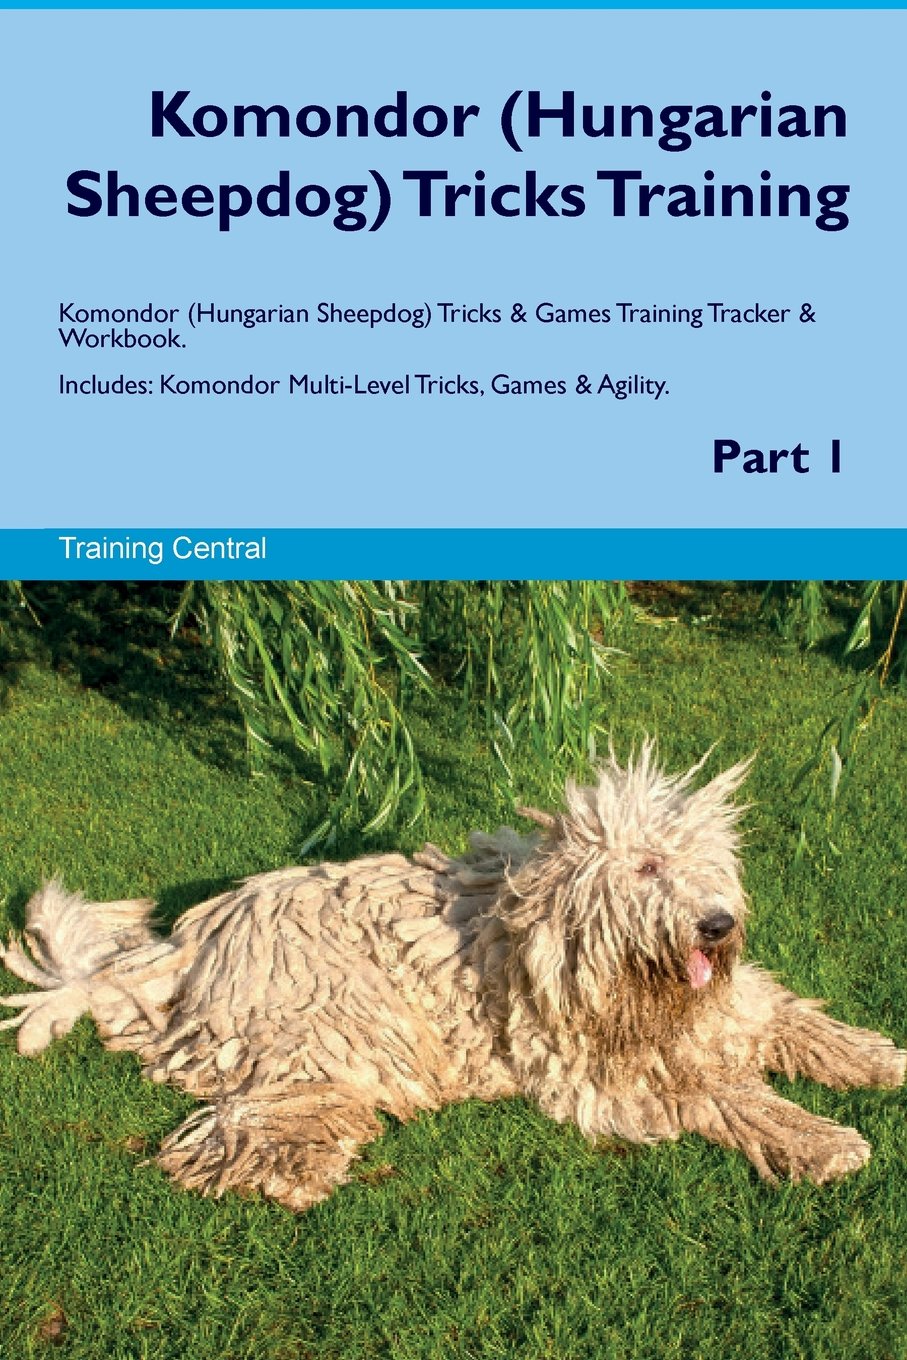 Komondor (Hungarian
Sheepdog) Tricks Training
Komondor (Hungarian Sheepdog) Tricks & Games Training Tracker &
Workbook.
Includes: Komondor Multi-Level Tricks, Games & Agility.
Part 1
Training Central